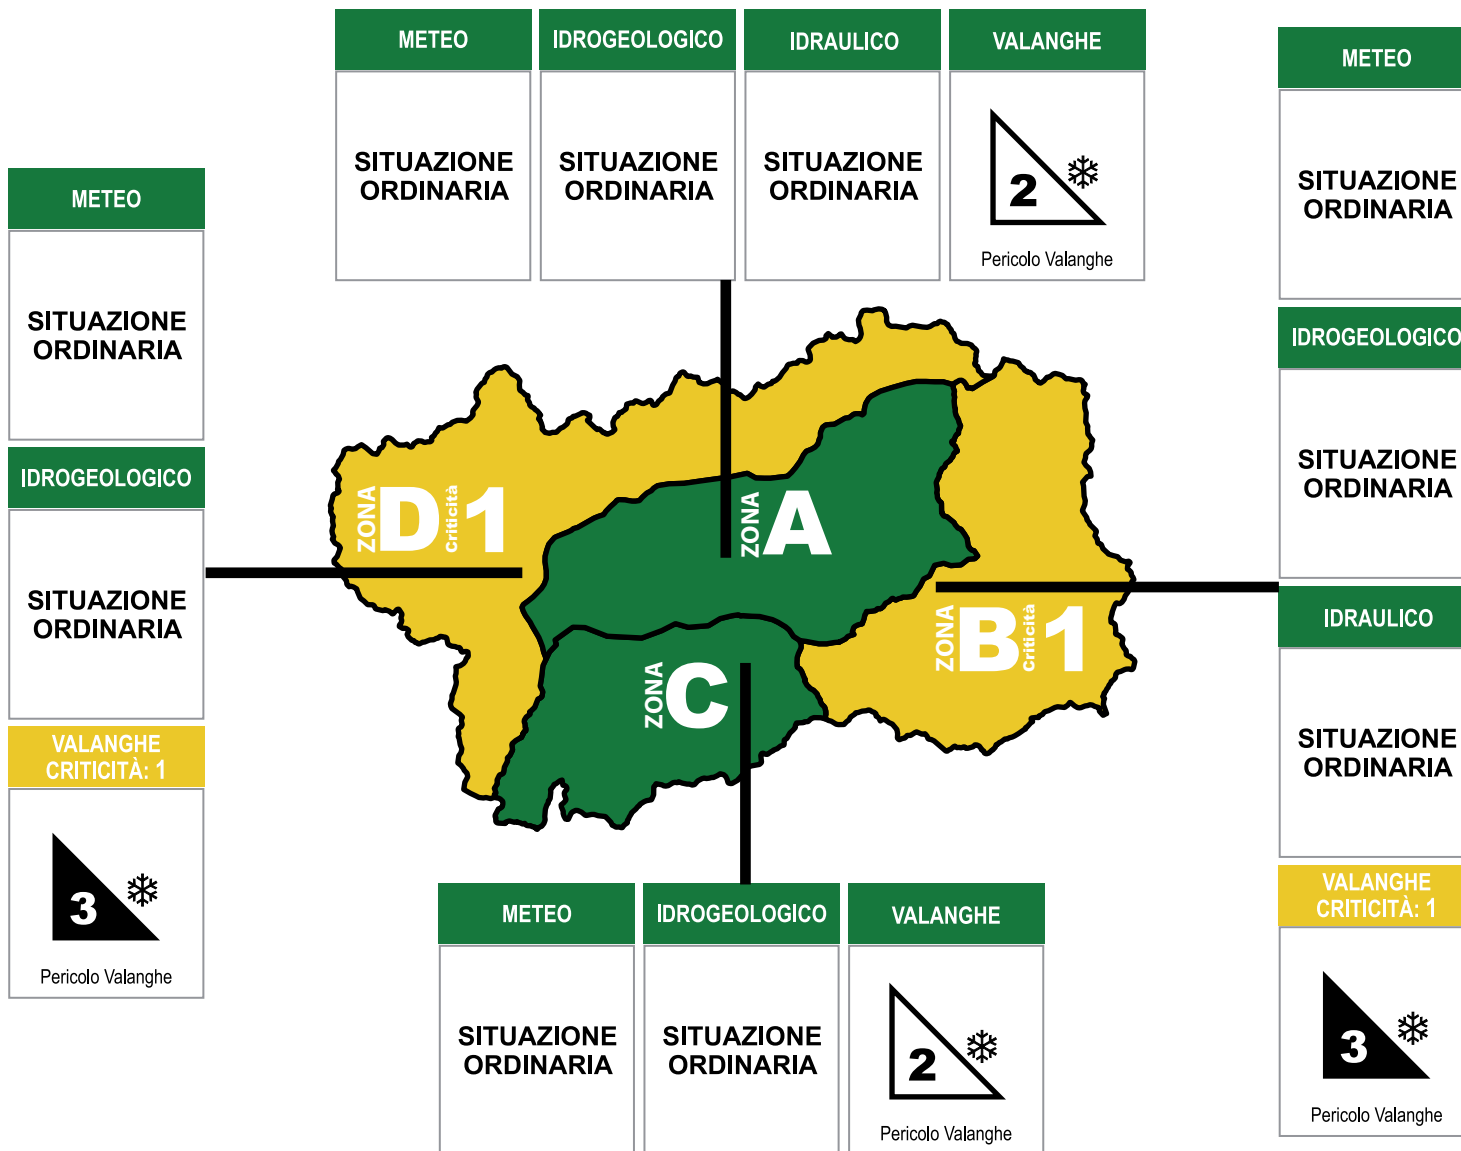 METEO
SITUAZIONE
ORDINARIA
IDROGEOLOGICO
SITUAZIONE
ORDINARIA
IDRAULICO
SITUAZIONE
ORDINARIA
VALANGHE
2
Pericolo Valanghe
METEO
SITUAZIONE
ORDINARIA
IDROGEOLOGICO
SITUAZIONE
ORDINARIA
VALANGHE
CRITICITÀ: 1
3
Pericolo Valanghe
ZONA D Criticità 1
ZONA A
ZONA B Criticità 1
ZONA C
METEO
SITUAZIONE
ORDINARIA
IDROGEOLOGICO
SITUAZIONE
ORDINARIA
IDRAULICO
SITUAZIONE
ORDINARIA
VALANGHE
CRITICITÀ: 1
3
Pericolo Valanghe
METEO
SITUAZIONE
ORDINARIA
IDROGEOLOGICO
SITUAZIONE
ORDINARIA
VALANGHE
2
Pericolo Valanghe